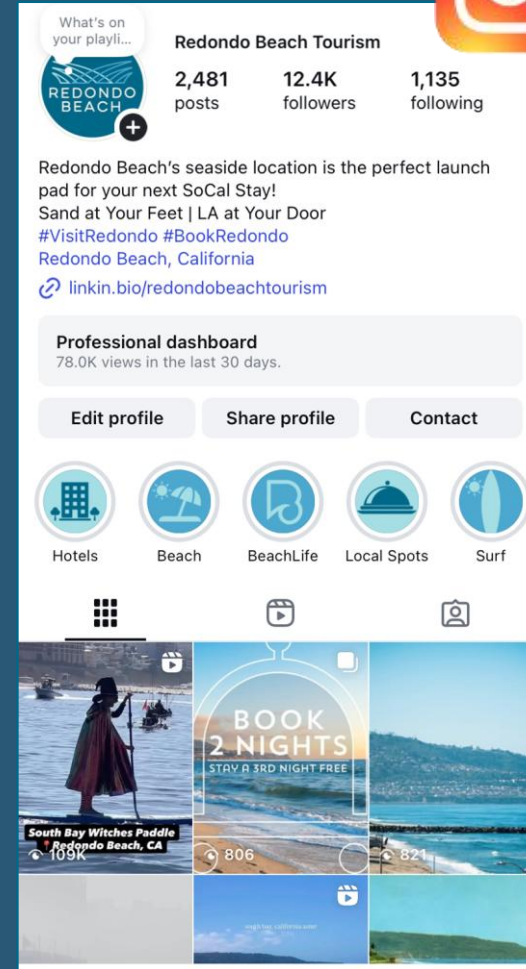 What's on
your playli...
REDONDO
BEACH
Redondo Beach Tourism
2,481 12.4K 1,135
posts followers following
Redondo Beach's seaside location is the perfect launch
pad for your next SoCal Stay!
Sand at Your Feet | LA at Your Door
#VisitRedondo #BookRedondo
Redondo Beach, California
linkin.bio/redondobeachtourism
Professional dashboard
78.0K views in the last 30 days.
Edit profile Share profile Contact
Hotels Beach BeachLife Local Spots Surf
BOOK
2 NIGHTS
STAY A 3RD NIGHT FREE
South Bay Witches Paddle
Redondo Beach, CA
109K 806 821